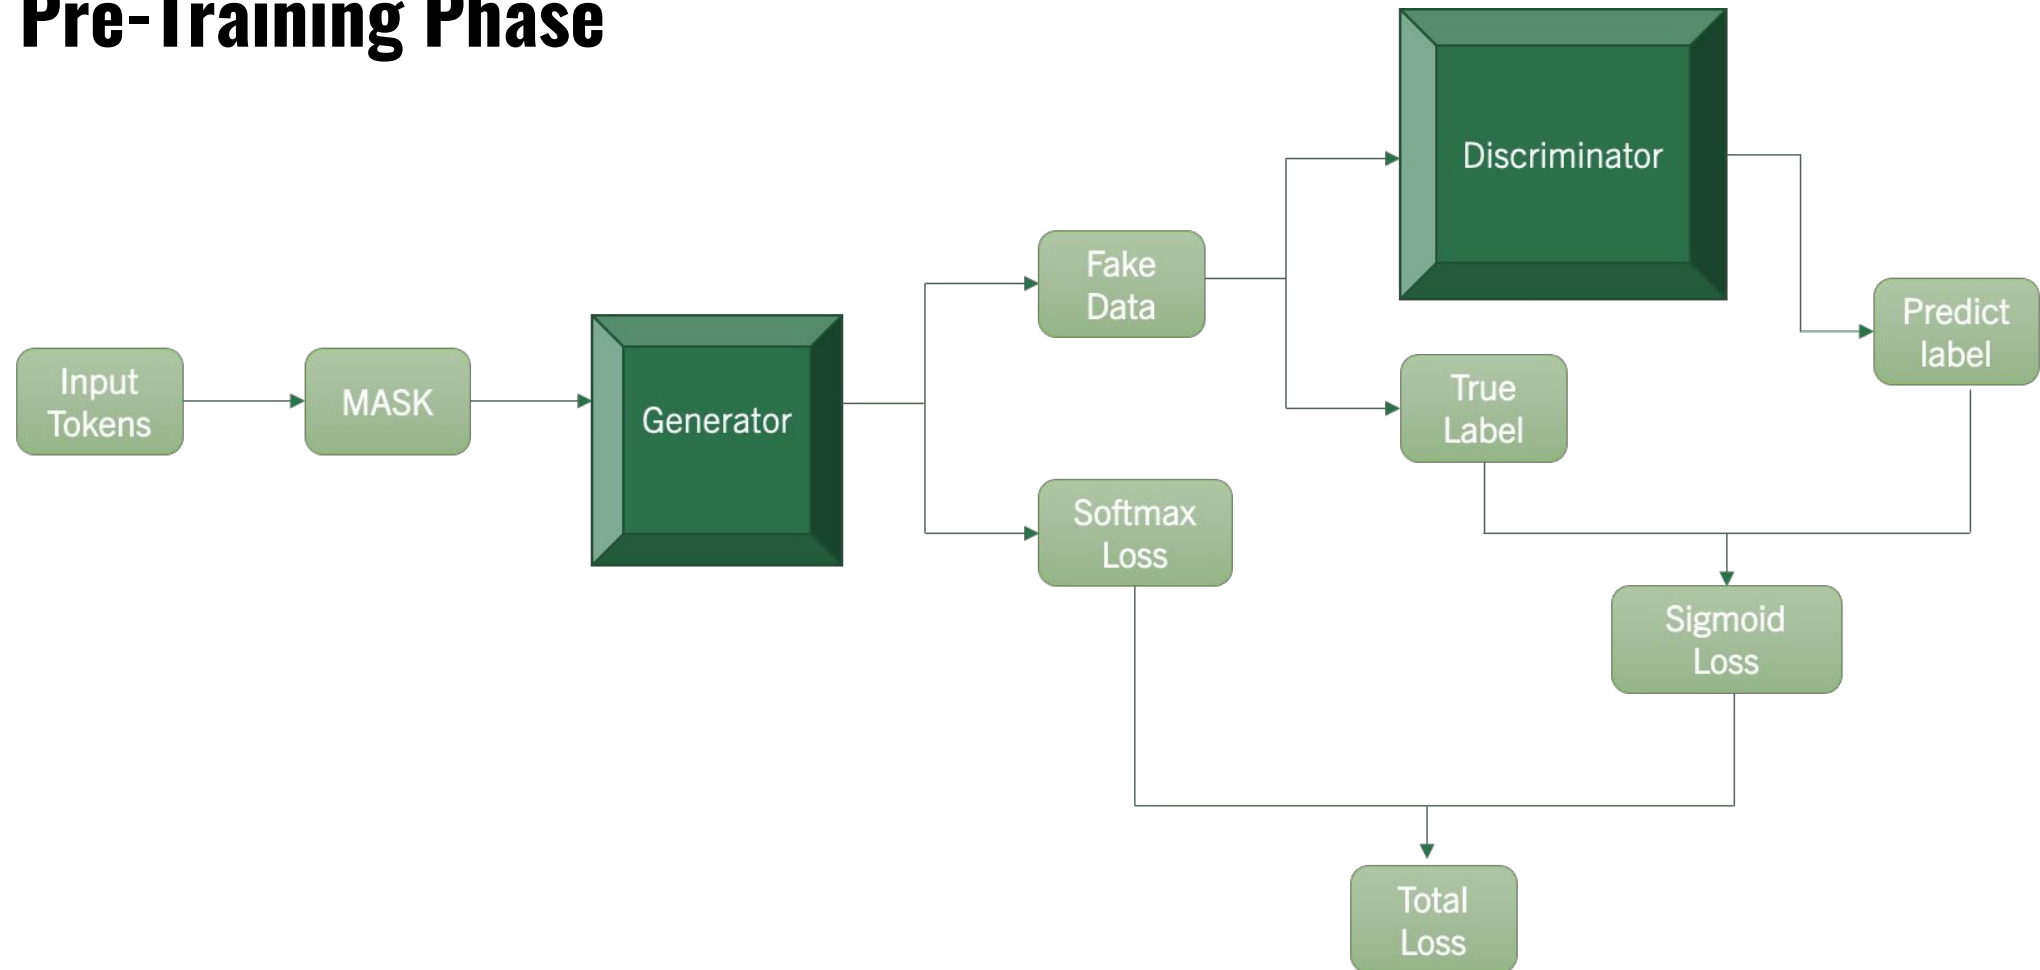 Pre-Training Phase
Discriminator
Fake
Data
Predict
label
Input
Tokens
MASK
Generator
True
Label
Softmax
Loss
Sigmoid
Loss
Total
Loss